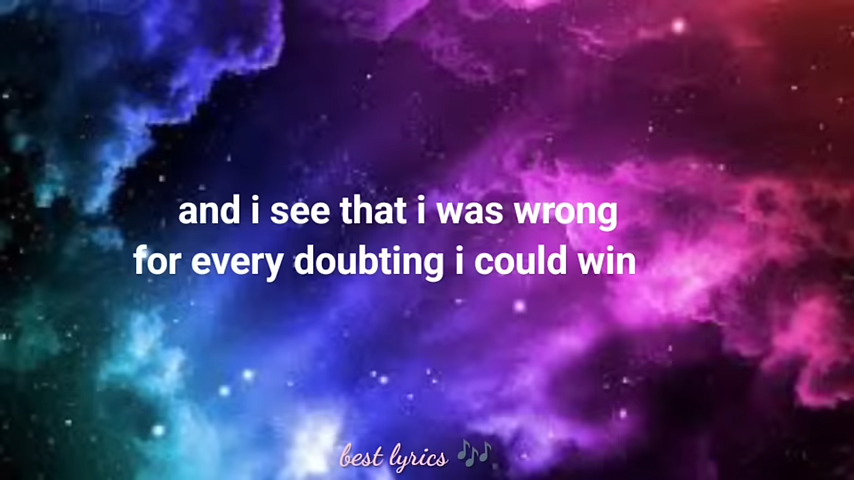 and i see that i was wrong
for every doubting i could win
best lyrics 🎶